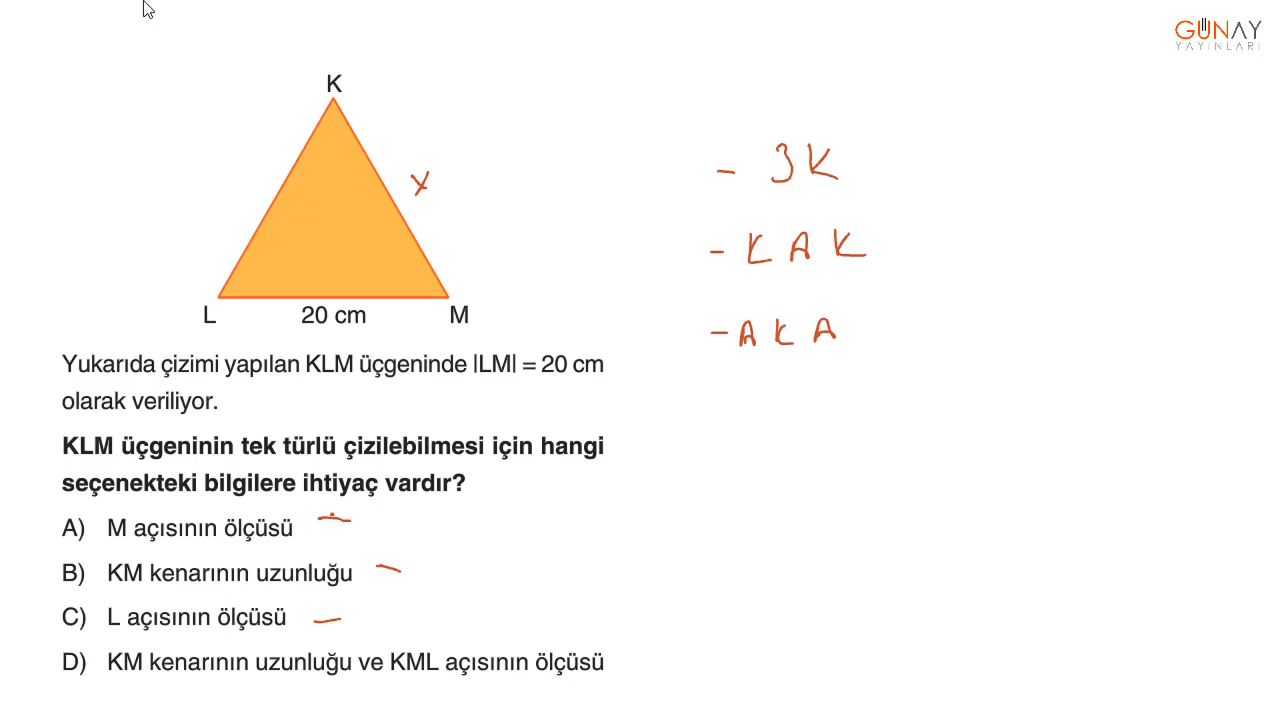 GÜNAY
YAYINLARI
K
x
L
20 cm
M
Yukarıda çizimi yapılan KLM üçgeninde |LM| = 20 cm
olarak veriliyor.
KLM üçgeninin tek türlü çizilebilmesi için hangi
seçenekteki bilgilere ihtiyaç vardır?
A) M açısının ölçüsü
B) KM kenarının uzunluğu
C) L açısının ölçüsü
D) KM kenarının uzunluğu ve KML açısının ölçüsü
- 3K
- K A K
- A K A